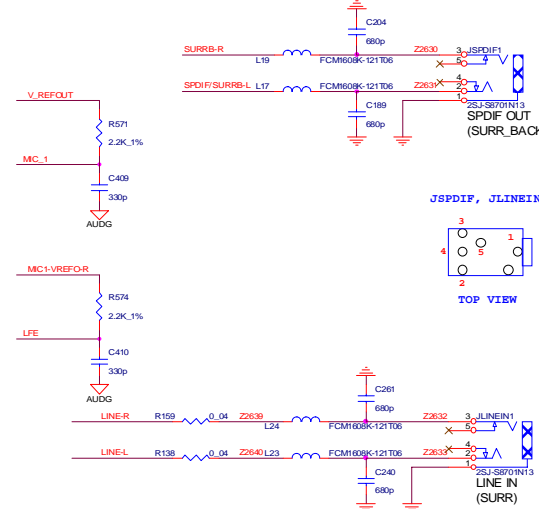 C204
680p
SURRB-R
L19
FCM1608K-121T06
Z2630
3
5
JSPDIF1
SPDIF/SURRB-L
L17
FCM1608K-121T06
Z2631
4
2
1
C189
680p
2SJ-S8701N13
SPDIF OUT
(SURR_BACK
V_REFOUT
R571
2.2K_1%
MIC_1
C409
330p
AUDG
JSPDIF, JLINEIN
3
1
4
5
2
TOP VIEW
MIC1-VREFO-R
R574
2.2K_1%
LFE
C410
330p
AUDG
C261
680p
LINE-R
R159
0_04
Z2639
L24
FCM1608K-121T06
Z2632
3
5
JLINEIN1
LINE-L
R138
0_04
Z2640
L23
FCM1608K-121T06
Z2633
4
2
1
C240
680p
2SJ-S8701N13
LINE IN
(SURR)